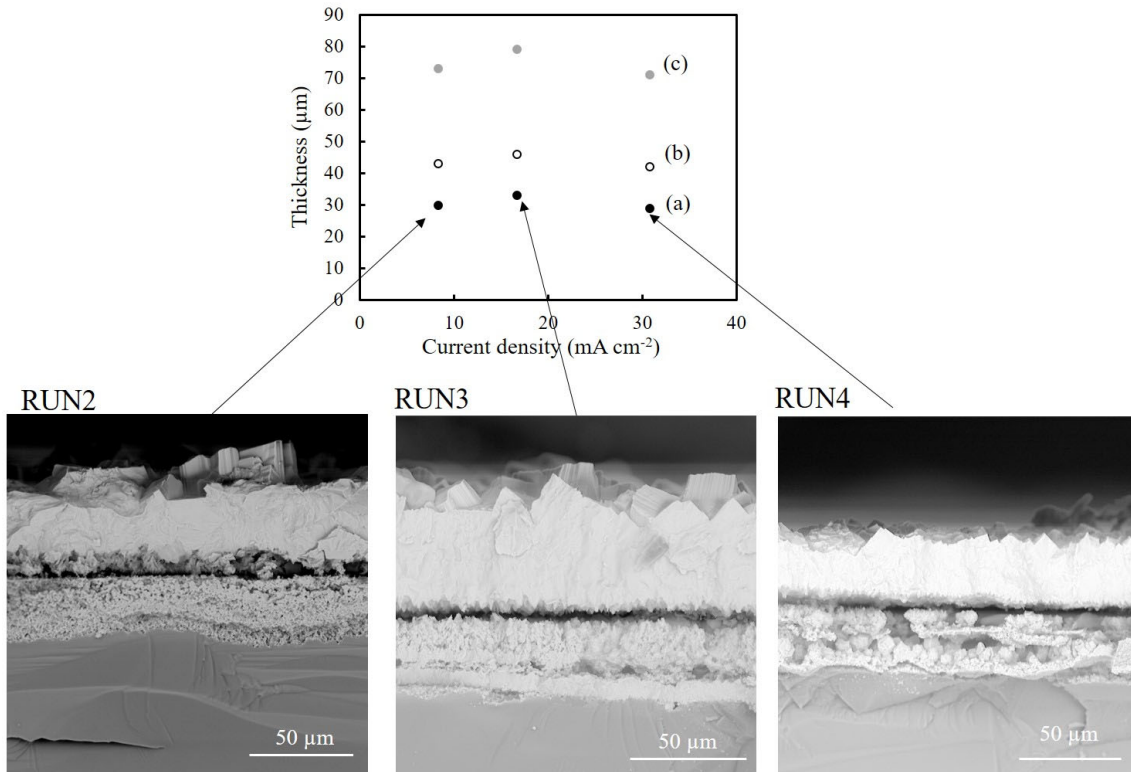 90
80
70
60
50
40
30
20
10
0
Thickness (µm)
(c)
(b)
(a)
0 10 20 30 40
Current density (mA cm⁻²)
RUN2 RUN3 RUN4
50 µm 50 µm 50 µm